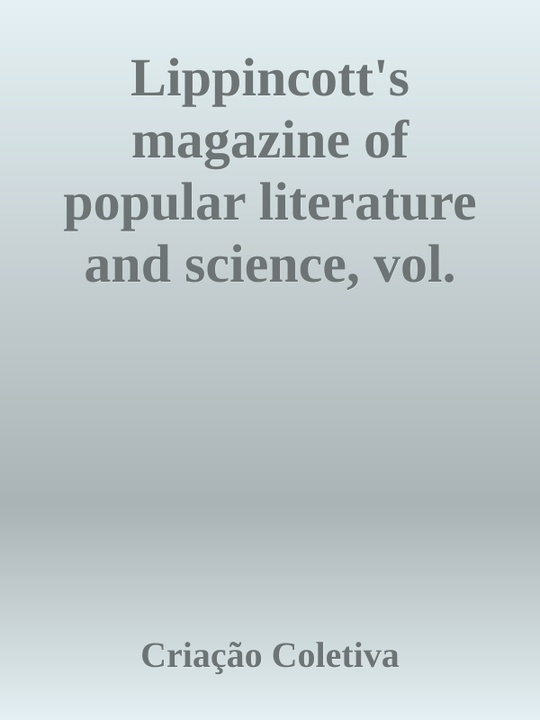 Lippincott's
magazine of
popular literature
and science, vol.
Criação Coletiva